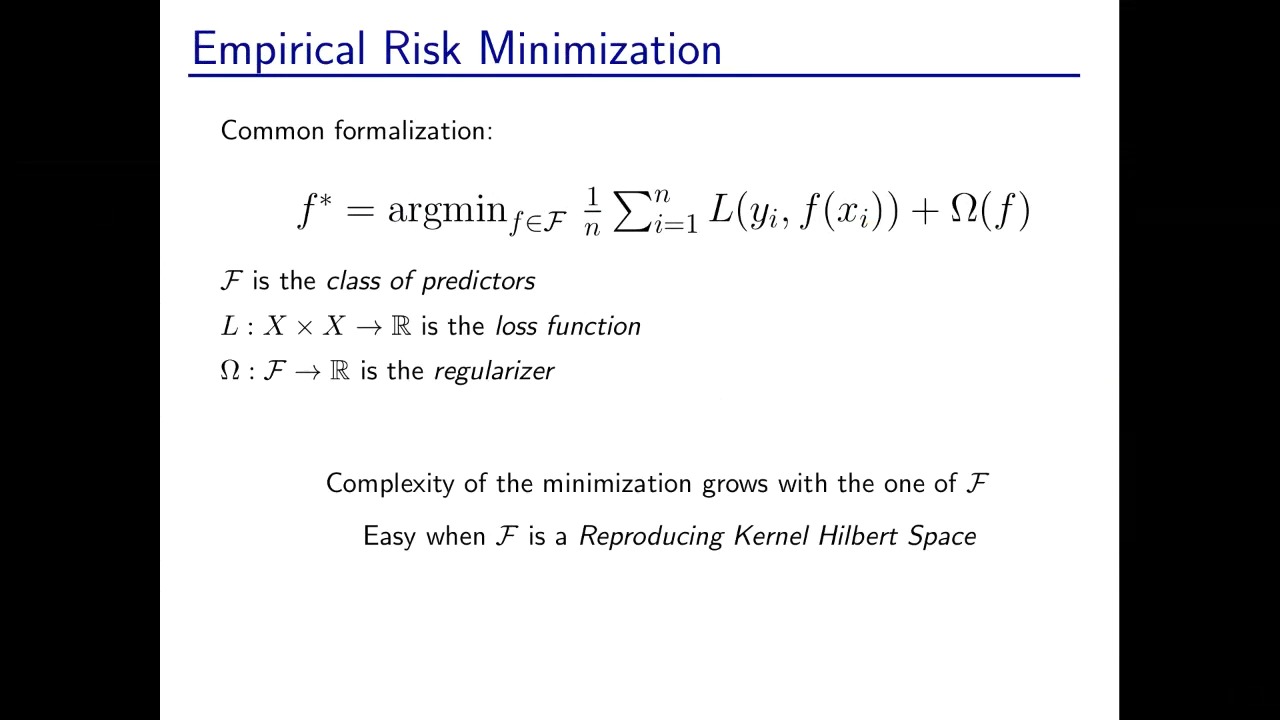 Empirical Risk Minimization
Common formalization:
f* = argmin_{f∈ℱ} 1/n ∑_{i=1}^{n} L(y_i, f(x_i)) + Ω(f)
ℱ is the class of predictors
L : X × X → ℝ is the loss function
Ω : ℱ → ℝ is the regularizer
Complexity of the minimization grows with the one of ℱ
Easy when ℱ is a Reproducing Kernel Hilbert Space